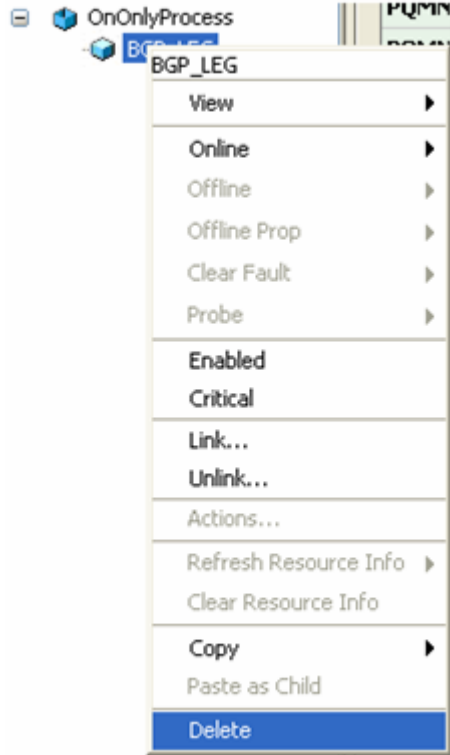 OnOnlyProcess
BGP_LEG
View
Online
Offline
Offline Prop
Clear Fault
Probe
Enabled
Critical
Link...
Unlink...
Actions...
Refresh Resource Info
Clear Resource Info
Copy
Paste as Child
Delete